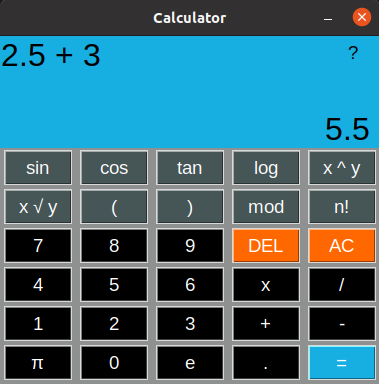 Calculator
2.5 + 3 ?
5.5
sin cos tan log x ^ y
x √ y ( ) mod n!
7 8 9 DEL AC
4 5 6 x /
1 2 3 + -
π 0 e . =